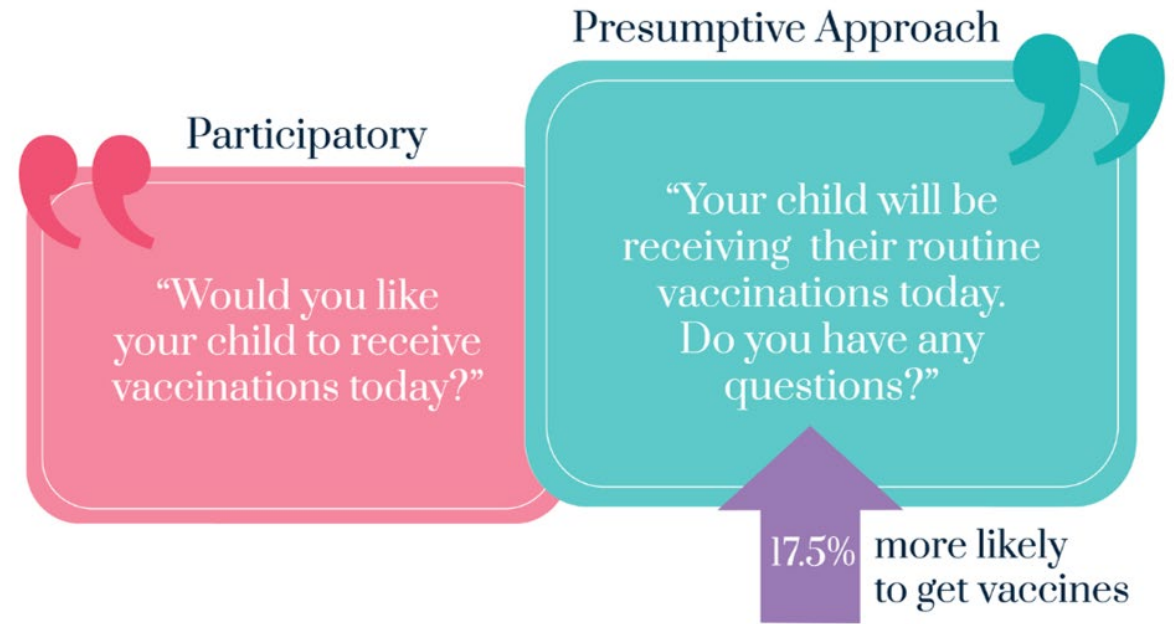 Participatory
“Would you like
your child to receive
vaccinations today?”
Presumptive Approach
“Your child will be
receiving  their routine
vaccinations today.
Do you have any
questions?”
17.5%
more likely
to get vaccines